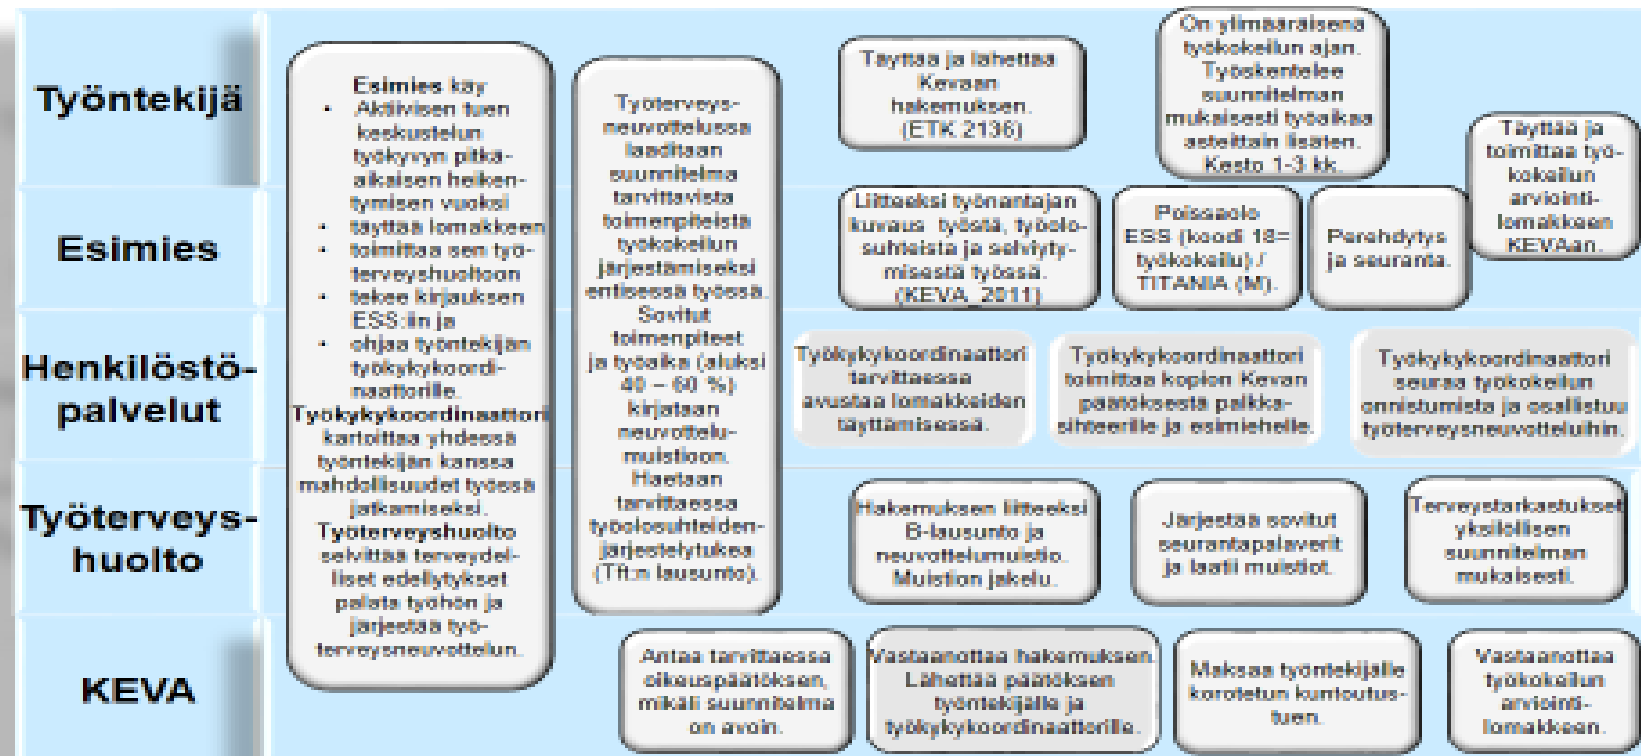 Työntekijä
Esimies käy
• Aktiivisen tuen
keskustelun
työkyvyn pitkä-
aikaisen heiken-
tymisen vuoksi
• täyttää lomakkeen
• toimittaa sen työ-
terveyshuoltoon
• tekee kirjauksen
ESS:iin ja
• ohjaa työntekijän
työkykykoordi-
naattorille.
Työkykykoordinaattori
kartoittaa yhdessä
työntekijän kanssa
mahdollisuudet työssä
jatkamiseksi.
Työterveyshuolto
selvittää terveydel-
liset edellytykset
palata työhön ja
järjestää työ-
terveysneuvottelun.
Työterveys-
neuvottelussa
laaditaan
suunnitelma
tarvittavista
toimenpiteistä
työkokeilun
järjestämiseksi
entisessä työssä.
Sovitut
toimenpiteet
ja työaika (aluksi
40 – 60 %)
kirjataan
neuvottelu-
muistioon.
Haetaan
tarvittaessa
työolosuhteiden-
järjestelytukea
(Tft:n lausunto).
Täyttää ja lähettää
Kevaan
hakemuksen.
(ETK 2136)
On ylimääräisenä
työkokeilun ajan.
Työskentelee
suunnitelman
mukaisesti työaikaa
asteittain lisäten.
Kesto 1-3 kk.
Täyttää ja
toimittaa työ-
kokeilun
arviointi-
lomakkeen
KEVAan.
Esimies
Liitteeksi työnantajan
kuvaus työstä, työolo-
suhteista ja selviyty-
misestä työssä.
(KEVA 2011)
Poissaolo
ESS (koodi 18=
työkokeilu) /
TITANIA (M).
Perehdytys
ja seuranta.
Henkilöstö-
palvelut
Työkykykoordinaattori
tarvittaessa
avustaa lomakkeiden
täyttämisessä.
Työkykykoordinaattori
toimittaa kopion Kevan
päätöksestä palkka-
sihteerille ja esimiehelle.
Työkykykoordinaattori
seuraa työkokeilun
onnistumista ja osallistuu
työterveysneuvotteluihin.
Työterveys-
huolto
Hakemuksen liitteeksi
B-lausunto ja
neuvottelumuistio.
Muistion jakelu.
Järjestää sovitut
seurantapalaverit
ja laatii muistiot.
Terveystarkastukset
yksilöllisen
suunnitelman
mukaisesti.
KEVA
Antaa tarvittaessa
oikeuspäätöksen,
mikäli suunnitelma
on avoin.
Vastaanottaa hakemuksen.
Lähettää päätöksen
työntekijälle ja
työkykykoordinaattorille.
Maksaa työntekijälle
korotetun kuntoutus-
tuen.
Vastaanottaa
työkokeilun
arviointi-
lomakkeen.